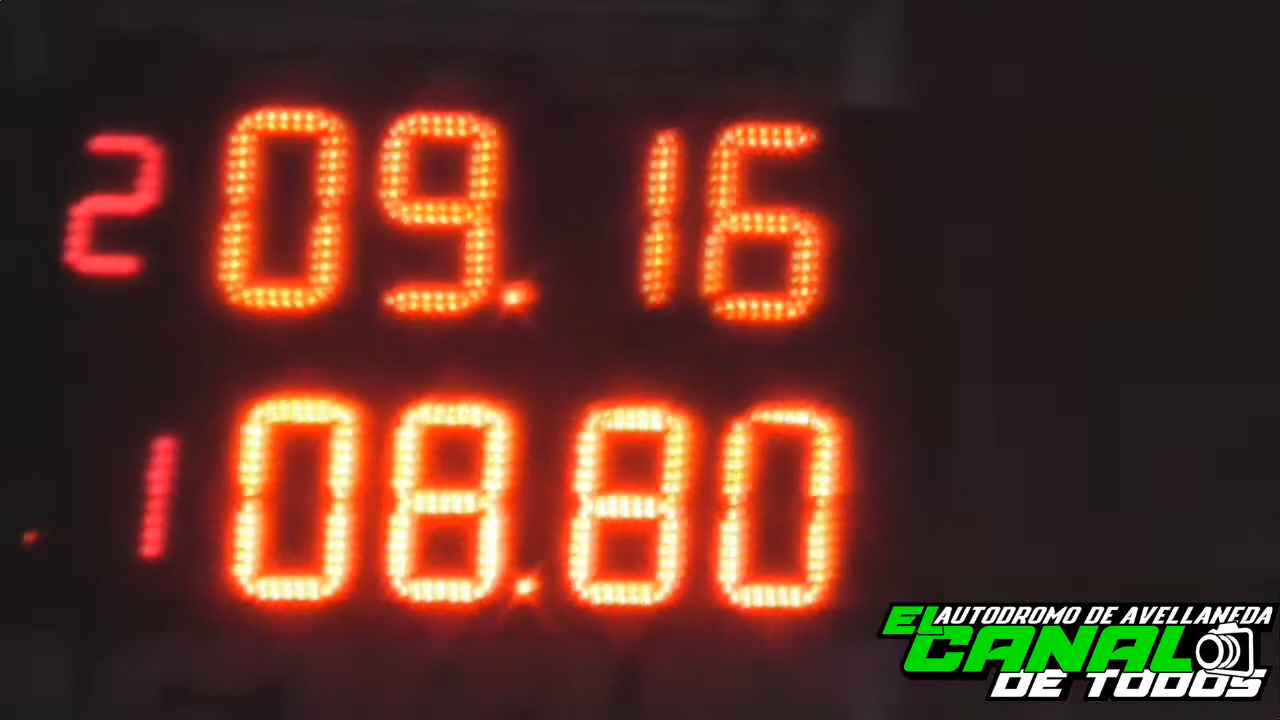 2 09.16
1 08.80
AUTODROMO DE AVELLANEDA
EL CANAL
DE TODOS